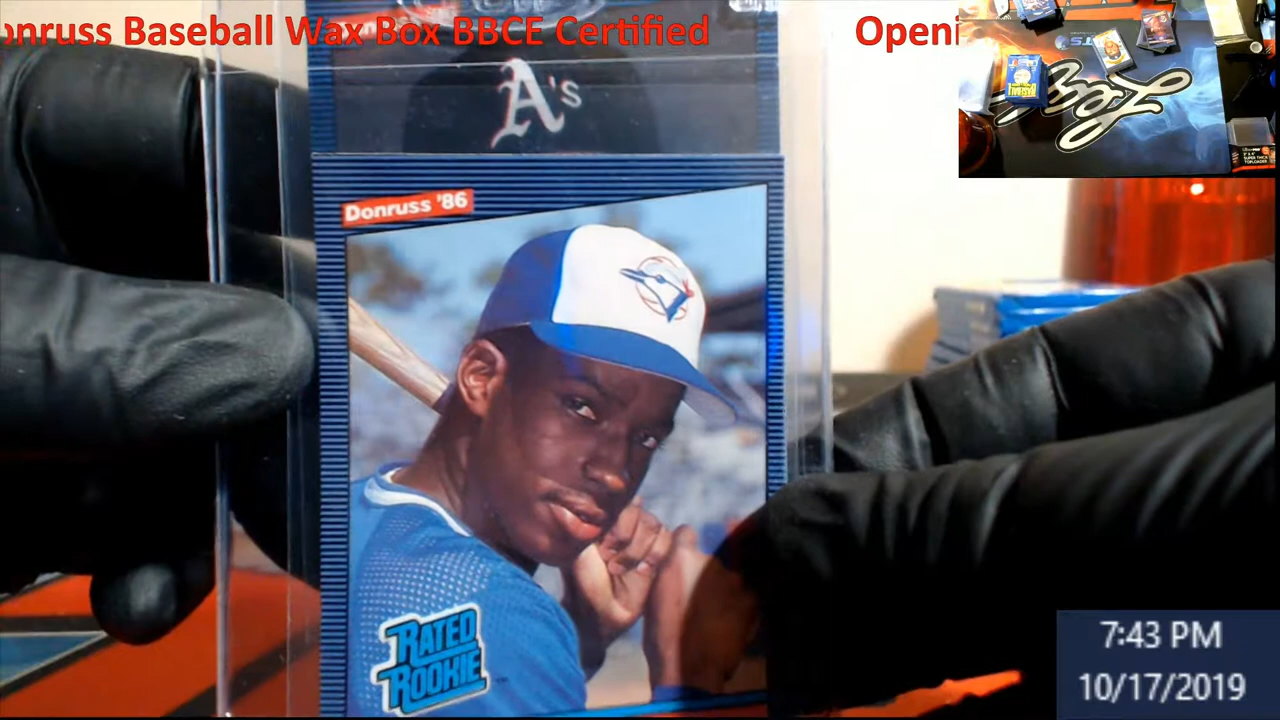 onruss Baseball Wax Box BBCE Certified Openi
A's
Donruss '86
RATED
ROOKIE
7:43 PM
10/17/2019